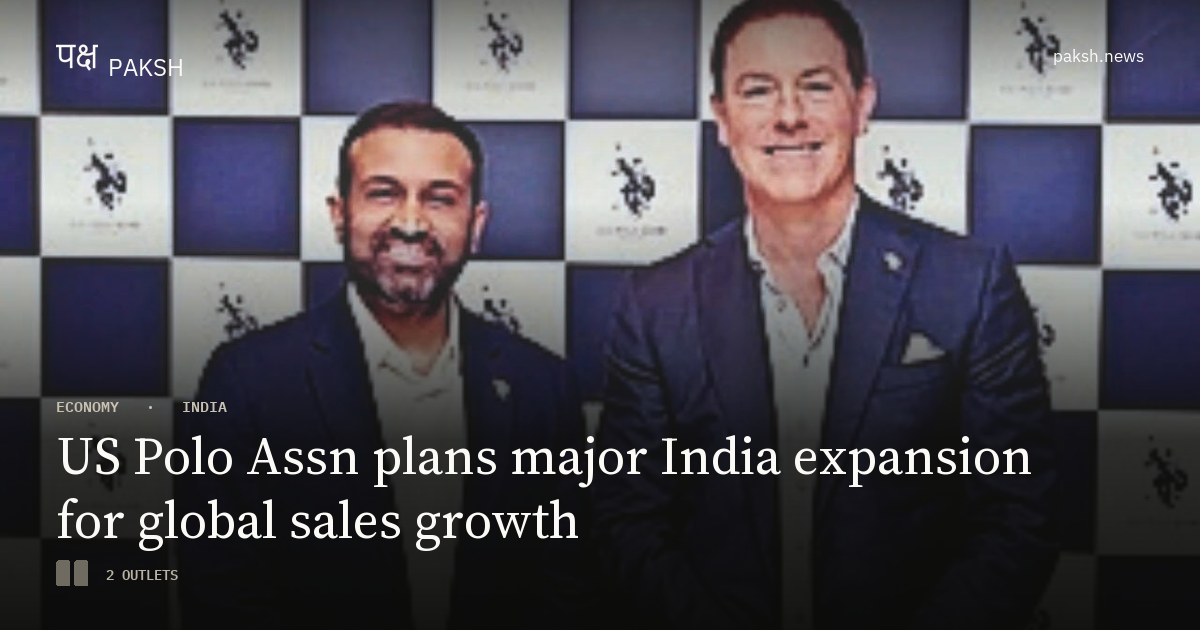 पक्ष PAKSH
paksh.news
ECONOMY · INDIA
US Polo Assn plans major India expansion
for global sales growth
2 OUTLETS